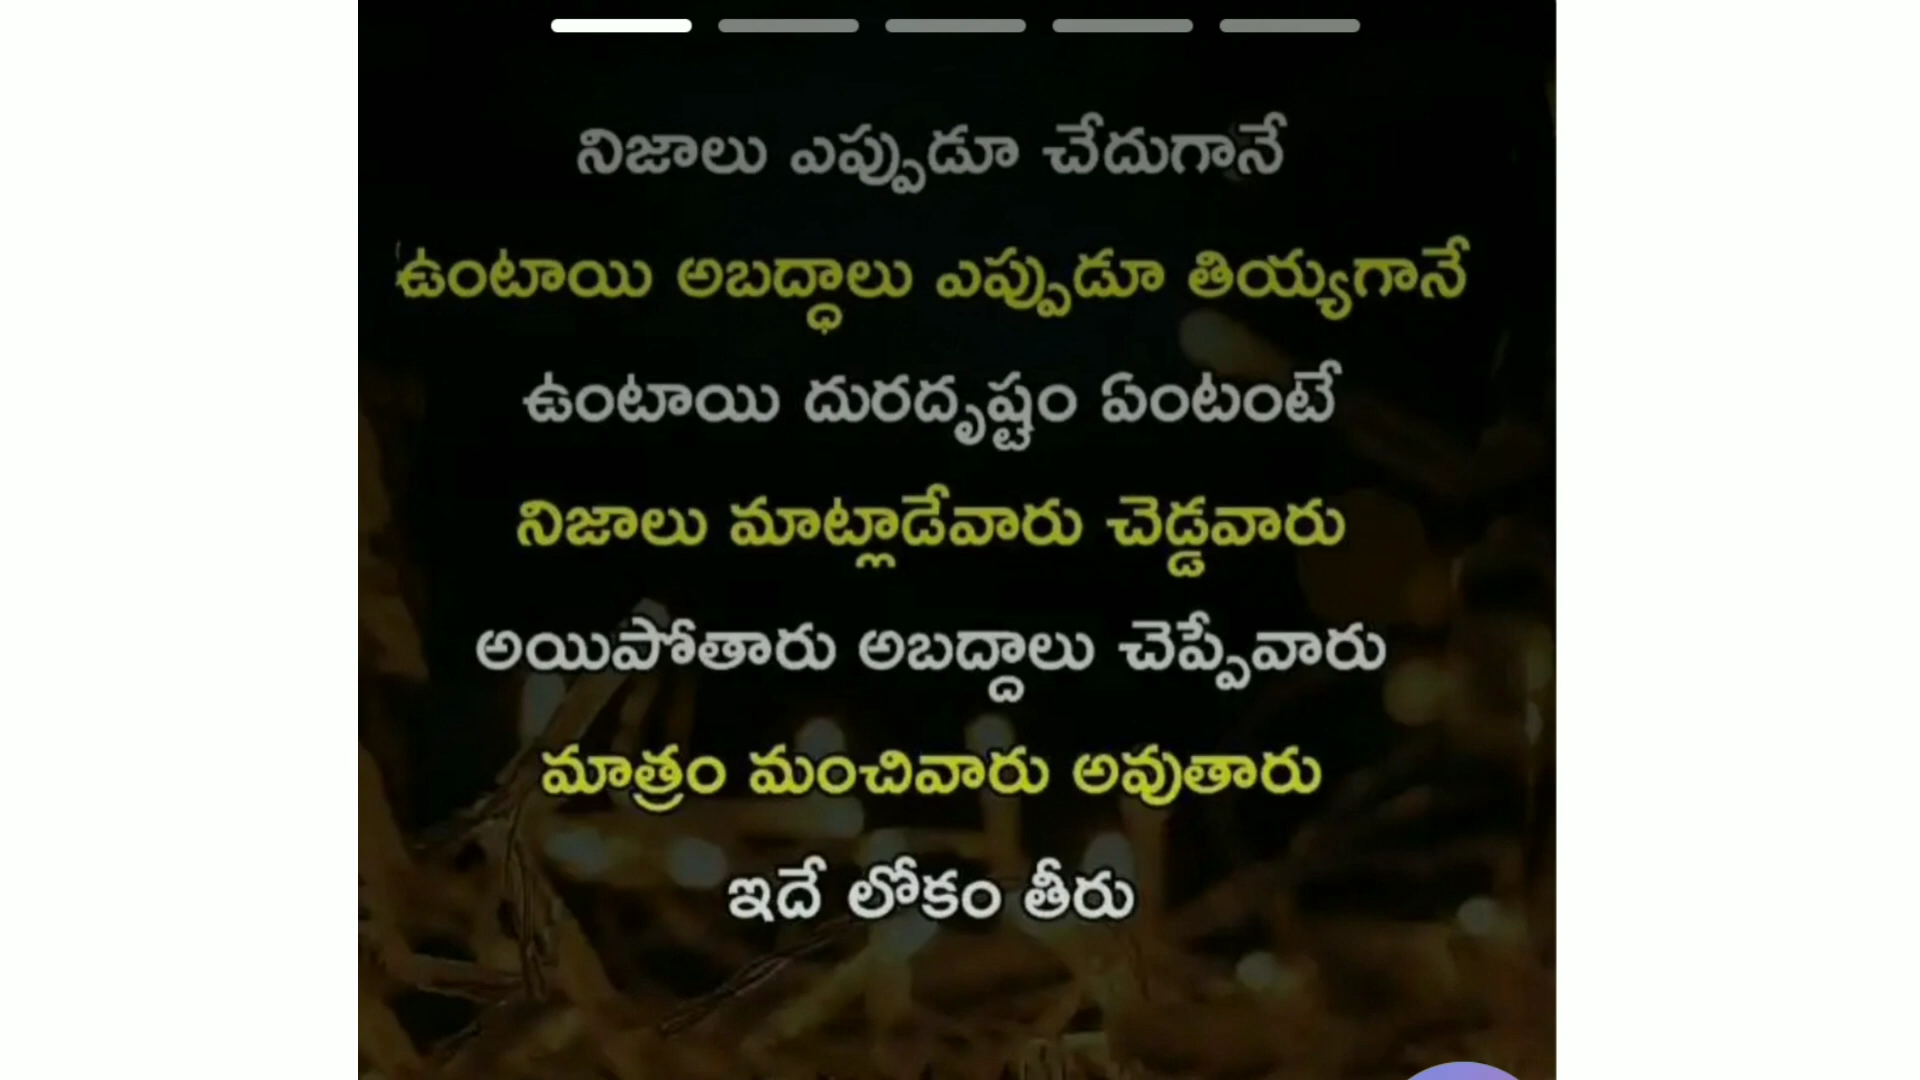 నిజాలు ఎప్పుడూ చేదుగానే
ఉంటాయి అబద్ధాలు ఎప్పుడూ తియ్యగానే
ఉంటాయి దురదృష్టం ఏంటంటే
నిజాలు మాట్లాడేవారు చెడ్డవారు
అయిపోతారు అబద్దాలు చెప్పేవారు
మాత్రం మంచివారు అవుతారు
ఇదే లోకం తీరు